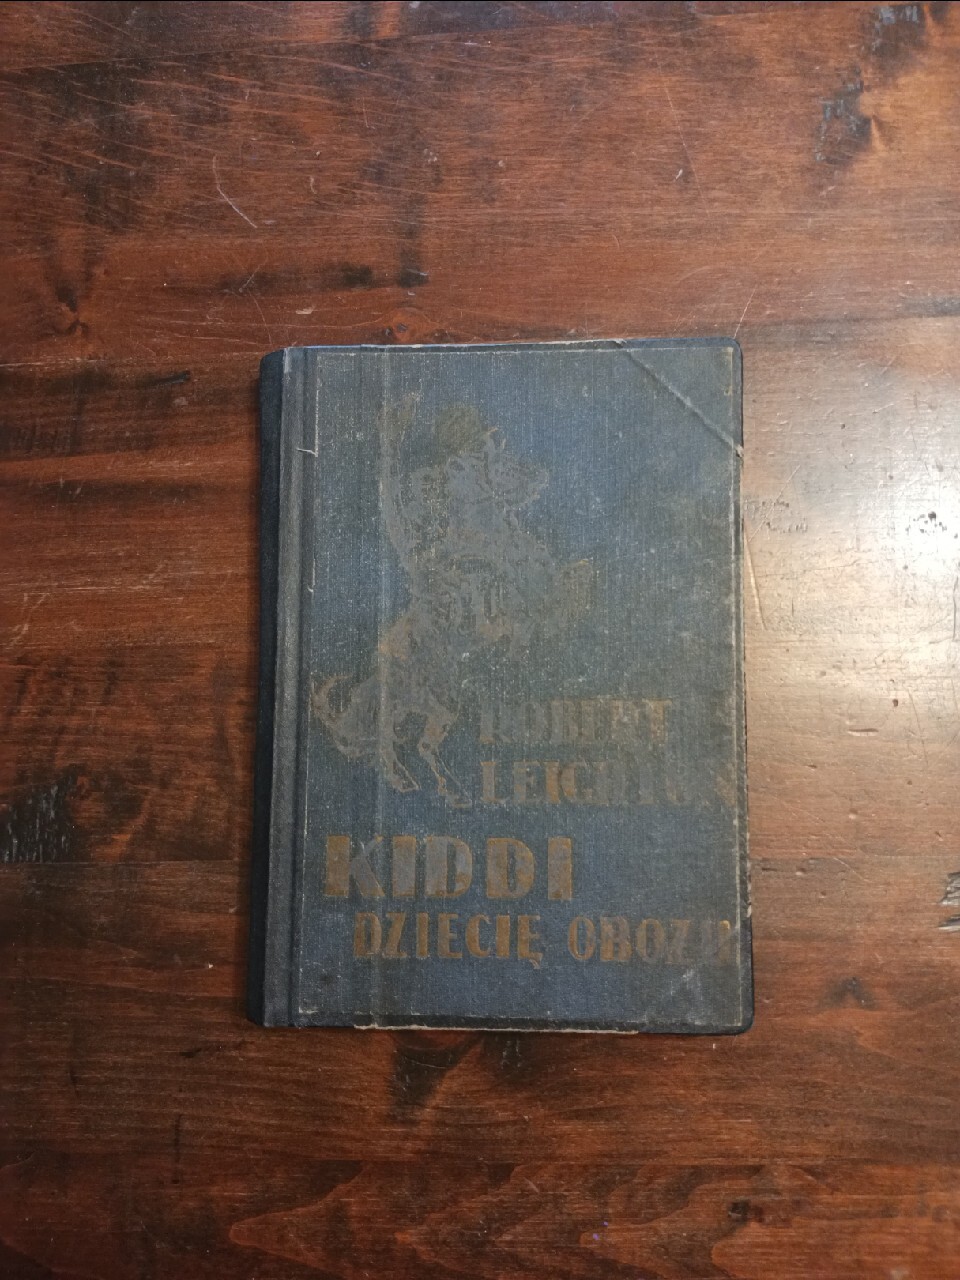 ROBERT
LEIGHTON
KIDDI
DZIECIĘ OBOZU